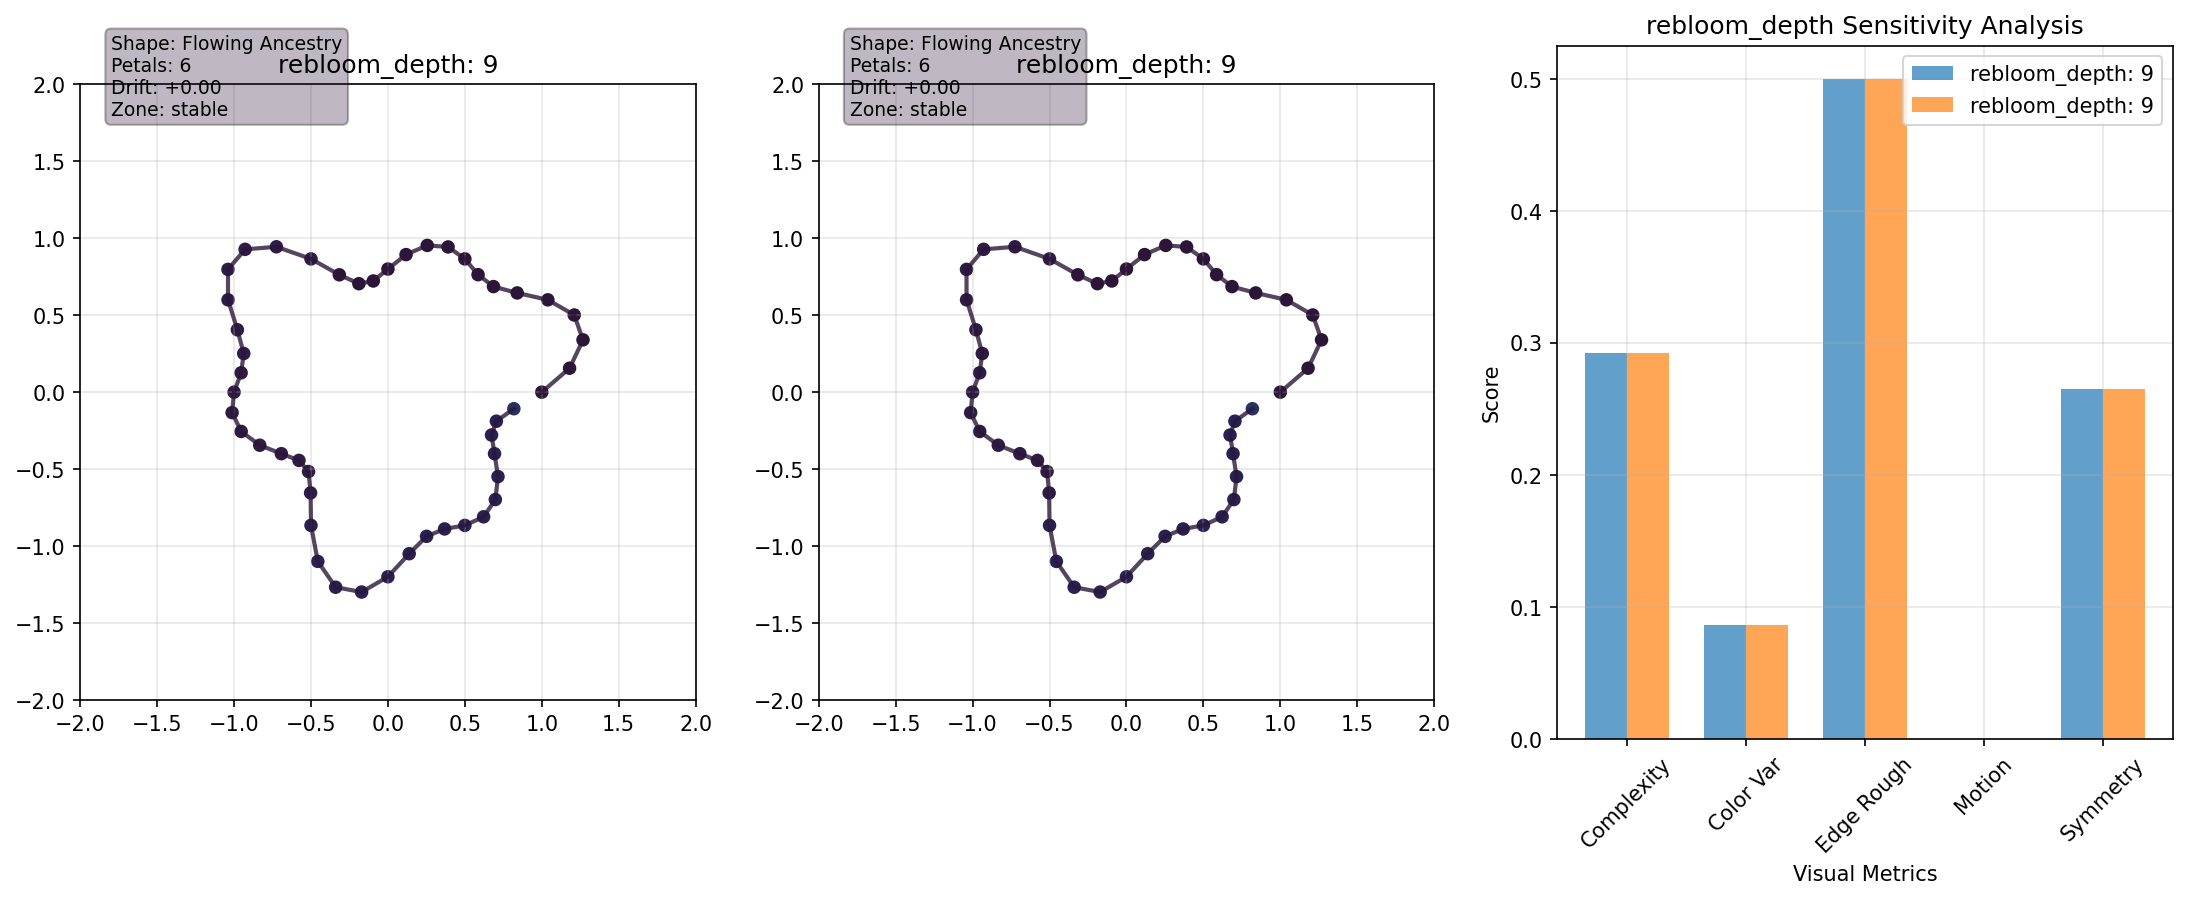 Shape: Flowing Ancestry
Petals: 6
Drift: +0.00
Zone: stable
rebloom_depth: 9
2.0
1.5
1.0
0.5
0.0
−0.5
−1.0
−1.5
−2.0
−2.0 −1.5 −1.0 −0.5 0.0 0.5 1.0 1.5 2.0
Shape: Flowing Ancestry
Petals: 6
Drift: +0.00
Zone: stable
rebloom_depth: 9
2.0
1.5
1.0
0.5
0.0
−0.5
−1.0
−1.5
−2.0
−2.0 −1.5 −1.0 −0.5 0.0 0.5 1.0 1.5 2.0
rebloom_depth Sensitivity Analysis
rebloom_depth: 9
rebloom_depth: 9
Score
0.5
0.4
0.3
0.2
0.1
0.0
Complexity
Color Var
Edge Rough
Motion
Symmetry
Visual Metrics